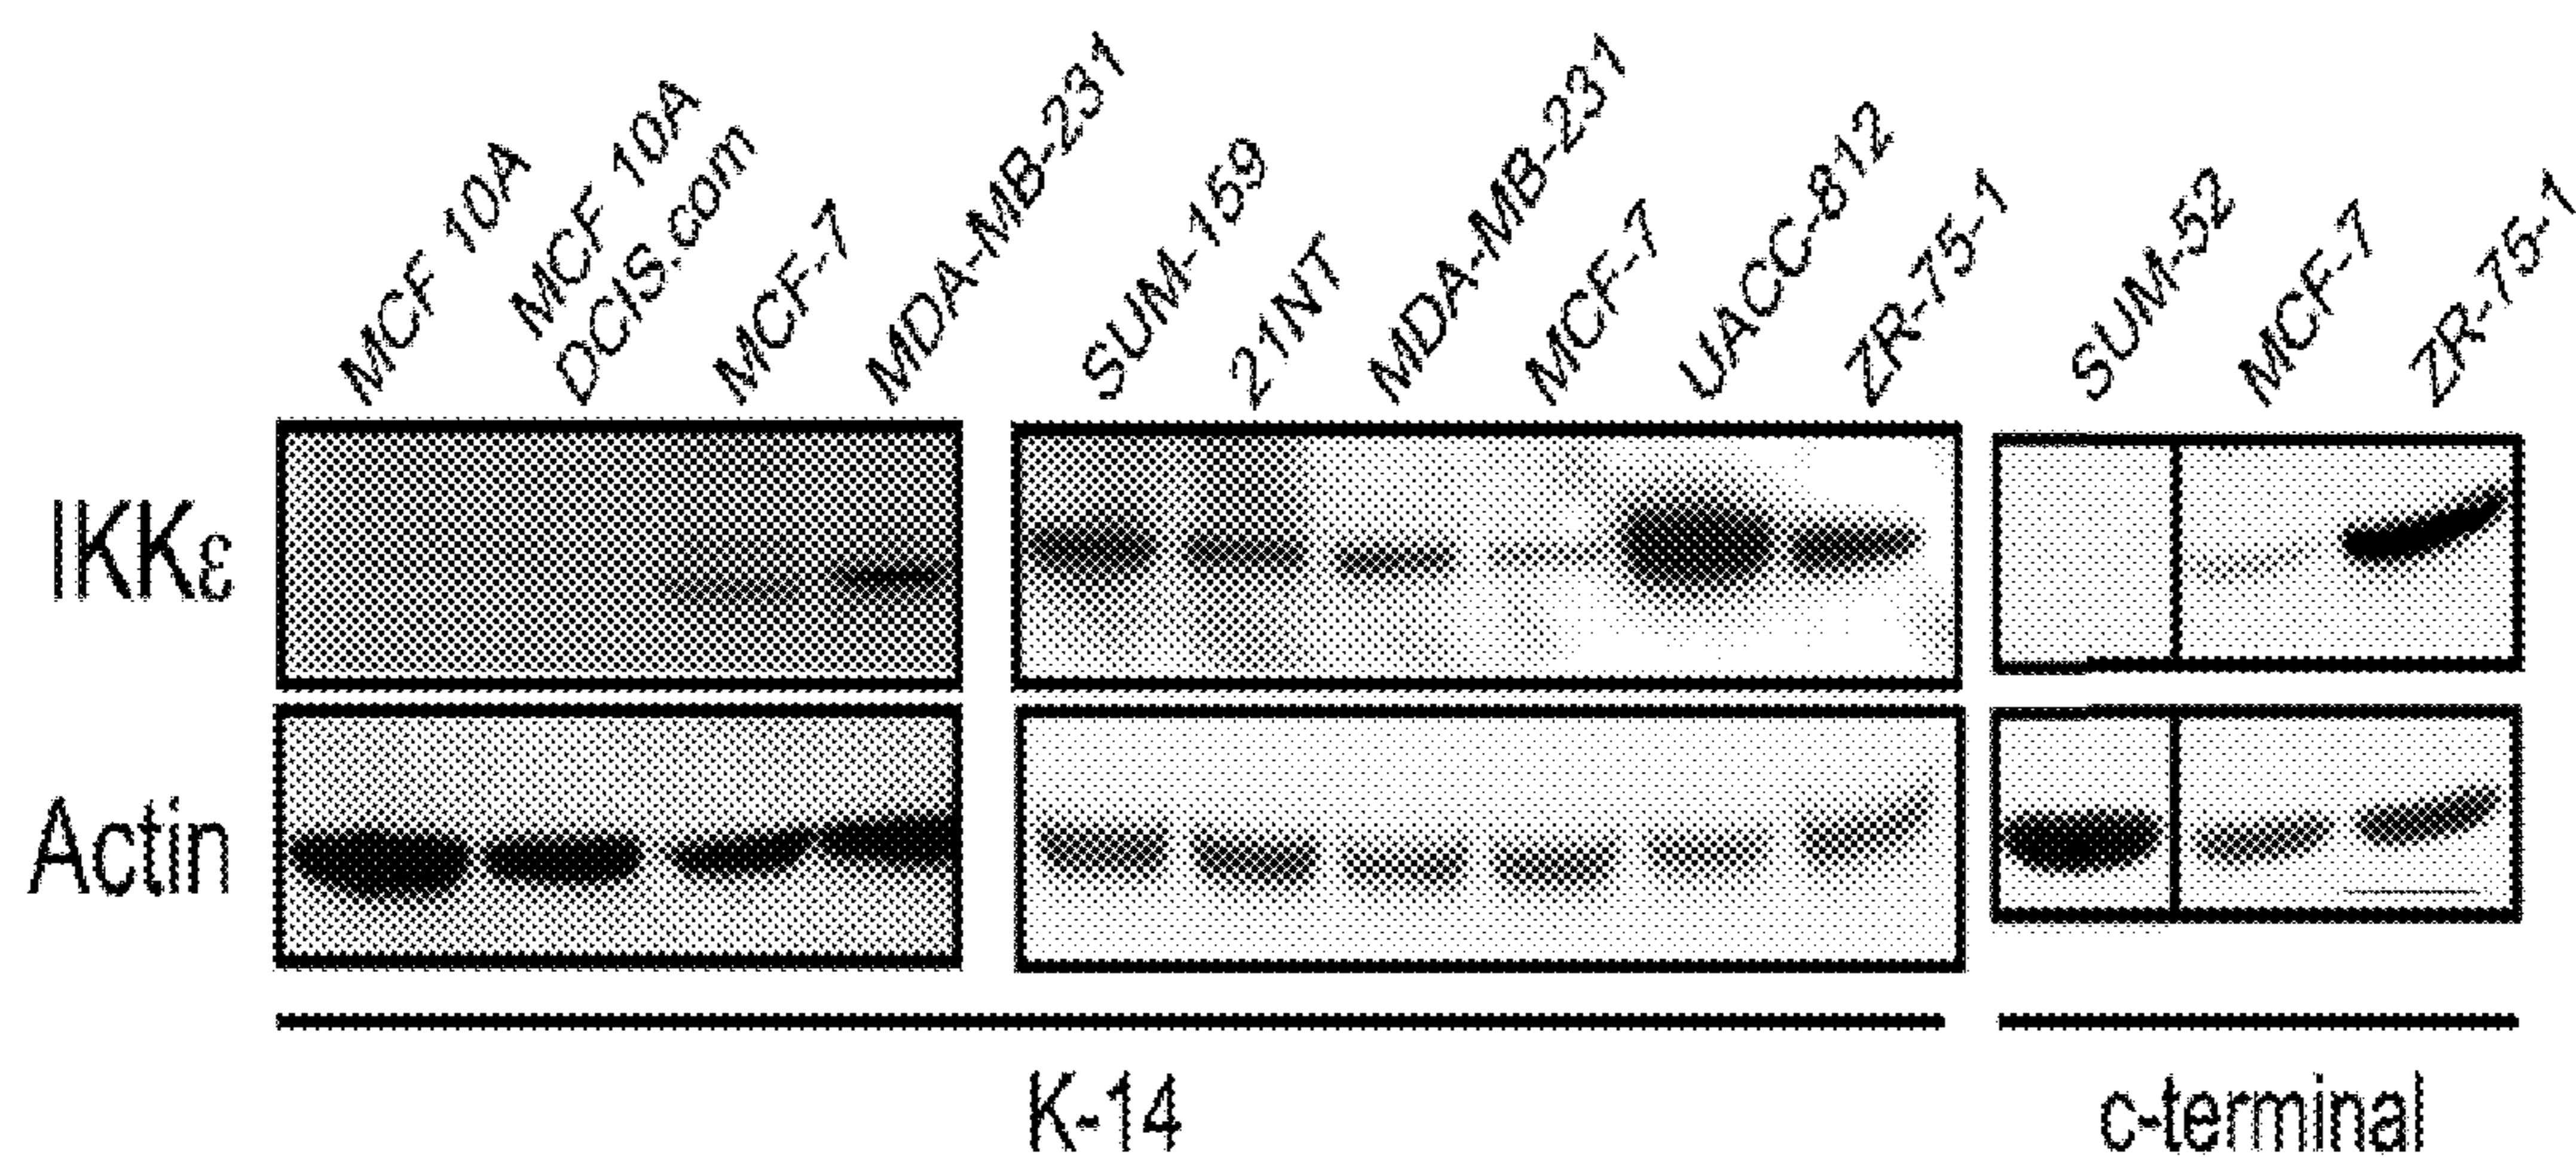 MCF 10A
MCF 10A
DCIS.com
MCF-7
MDA-MB-231
SUM-159
21NT
MDA-MB-231
MCF-7
UACC-812
ZR-75-1
SUM-52
MCF-7
ZR-75-1
IKKε
Actin
K-14
c-terminal